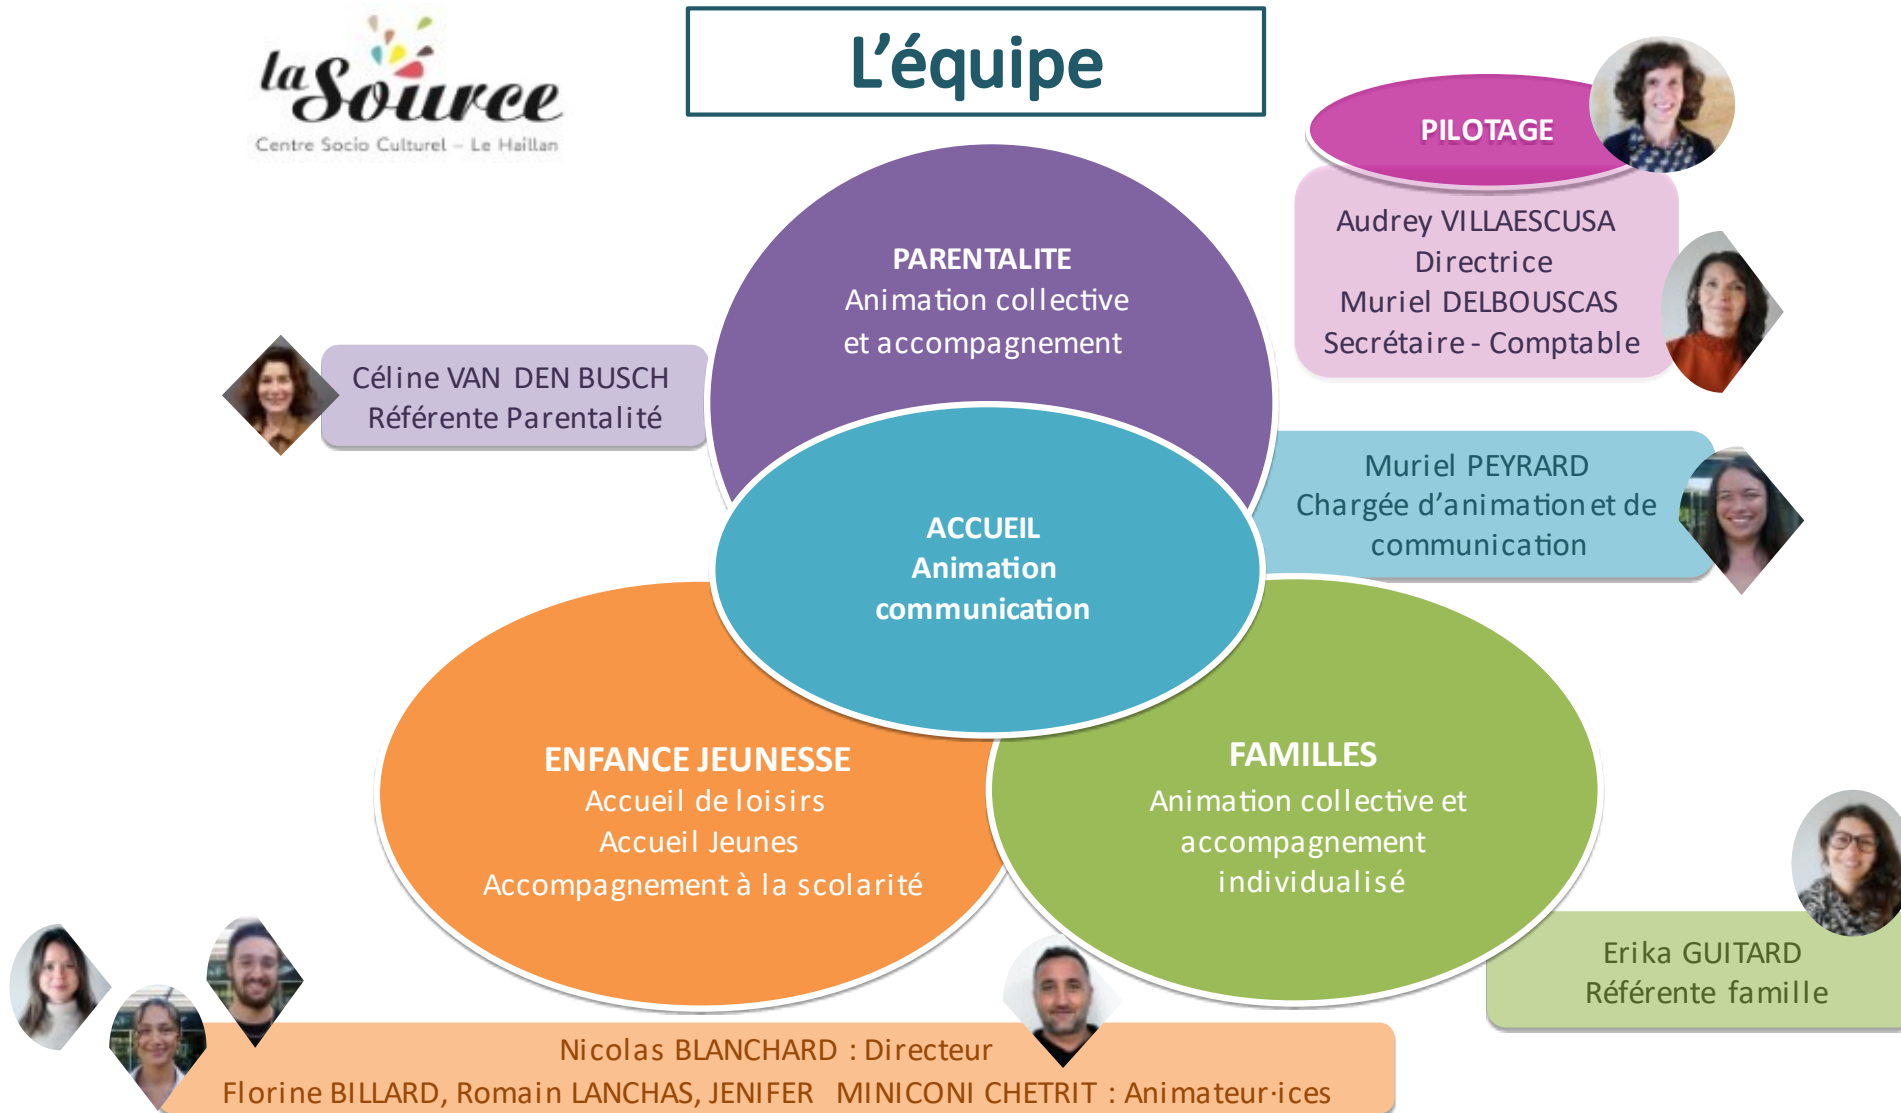 la Source
Centre Socio Culturel – Le Haillan
L'équipe
PILOTAGE
Audrey VILLAESCUSA
Directrice
Muriel DELBOUSCAS
Secrétaire - Comptable
PARENTALITE
Animation collective
et accompagnement
Céline VAN DEN BUSCH
Référente Parentalité
Muriel PEYRARD
Chargée d'animation et de
communication
ACCUEIL
Animation
communication
ENFANCE JEUNESSE
Accueil de loisirs
Accueil Jeunes
Accompagnement à la scolarité
FAMILLES
Animation collective et
accompagnement
individualisé
Erika GUITARD
Référente famille
Nicolas BLANCHARD : Directeur
Florine BILLARD, Romain LANCHAS, JENIFER MINICONI CHETRIT : Animateur·ices